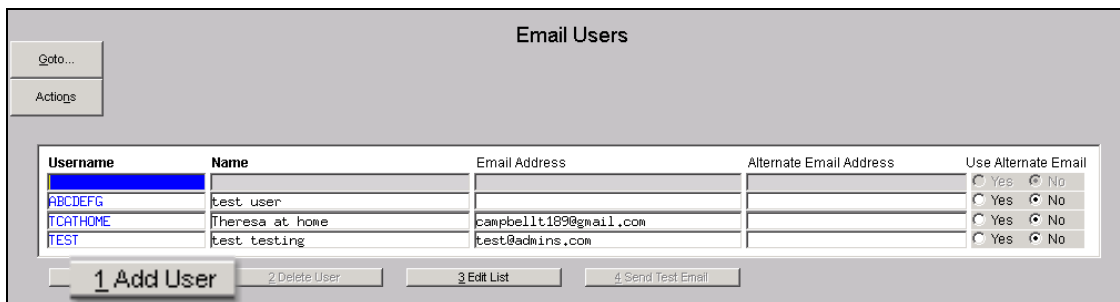 Email Users
Goto...
Actions
Username Name Email Address Alternate Email Address Use Alternate Email
Yes No
ABCDEFG test user Yes No
TCATHOME Theresa at home campbellt189@gmail.com Yes No
TEST test testing test@admins.com Yes No
1 Add User 2 Delete User 3 Edit List 4 Send Test Email